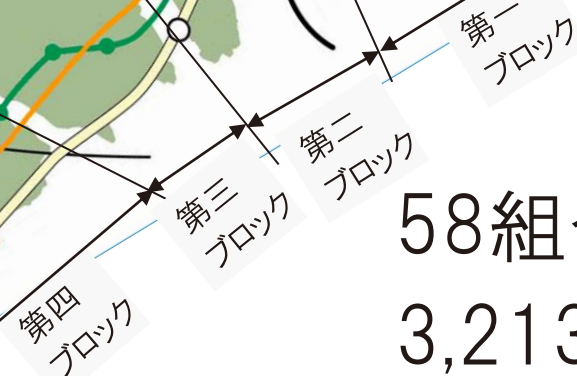 第一
ブロック
第二
ブロック
第三
ブロック
第四
ブロック
58組
3,213